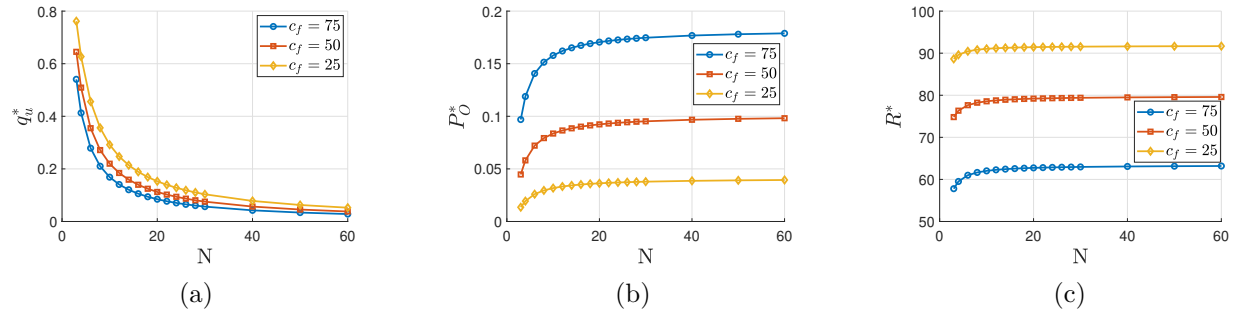 0.8
0.6
0.4
0.2
0
0 20 40 60
q_u^*
N
c_f = 75
c_f = 50
c_f = 25
(a)
0.2
0.15
0.1
0.05
0
0 20 40 60
P_O^*
N
c_f = 75
c_f = 50
c_f = 25
(b)
100
90
80
70
60
50
0 20 40 60
R^*
N
c_f = 75
c_f = 50
c_f = 25
(c)